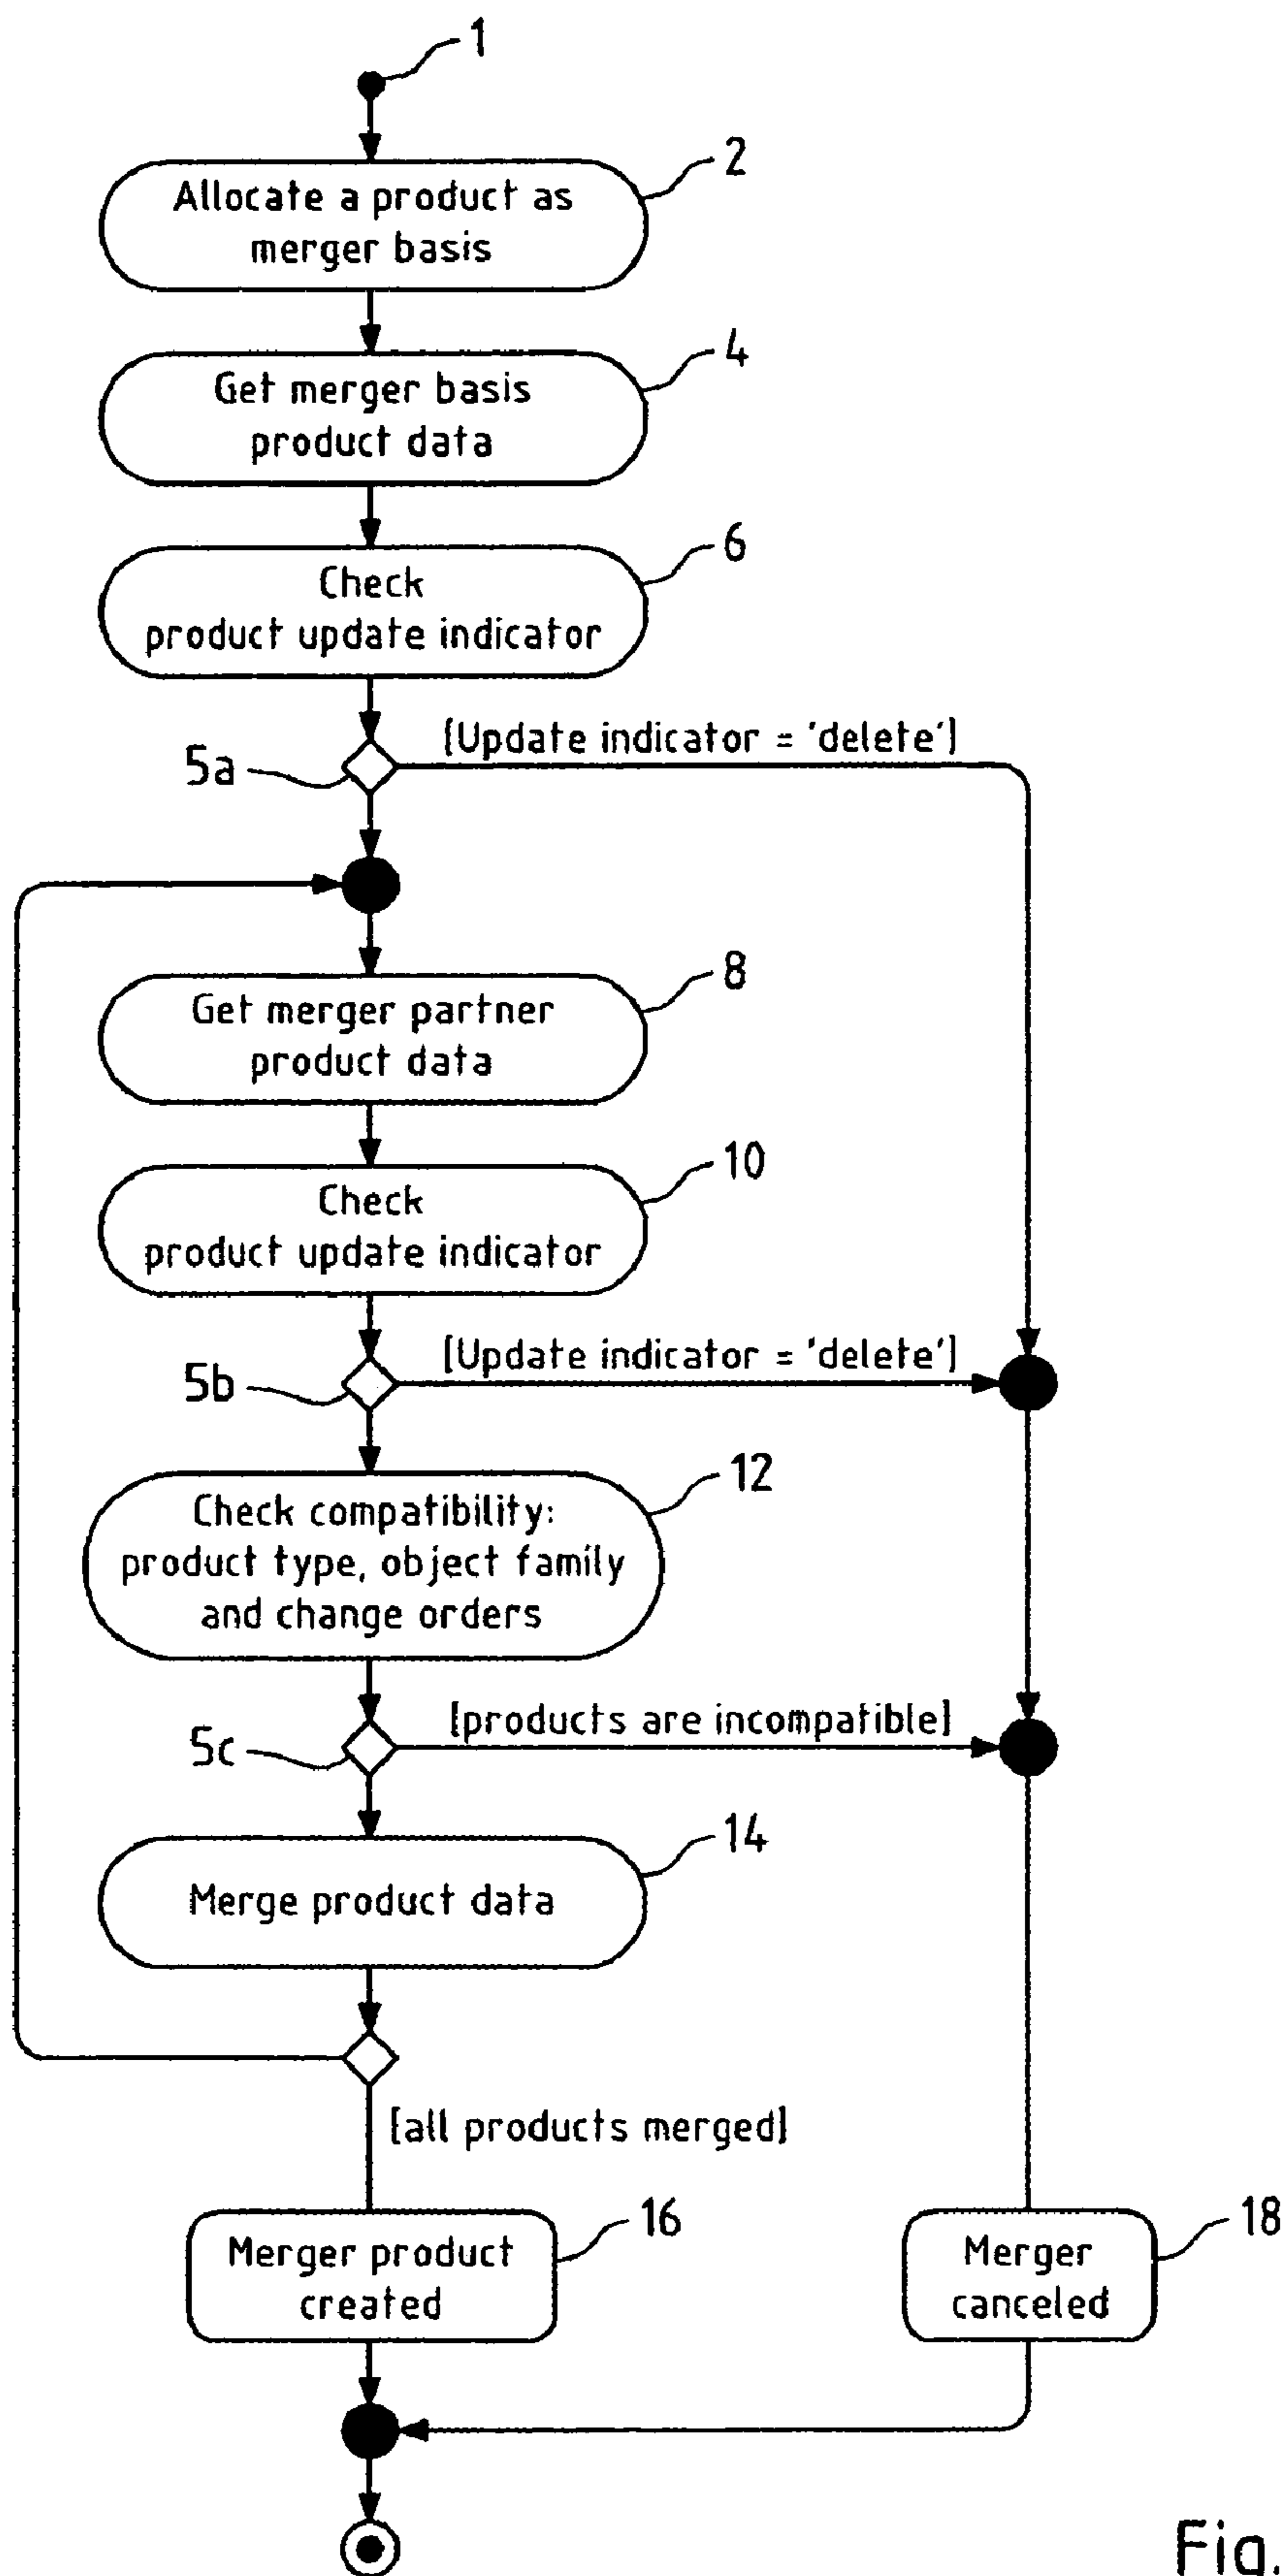 1
2
Allocate a product as
merger basis
4
Get merger basis
product data
6
Check
product update indicator
[Update indicator = 'delete']
5a
8
Get merger partner
product data
10
Check
product update indicator
[Update indicator = 'delete']
5b
12
Check compatibility:
product type, object family
and change orders
[products are incompatible]
5c
14
Merge product data
[all products merged]
16
Merger product
created
18
Merger
canceled
Fig.